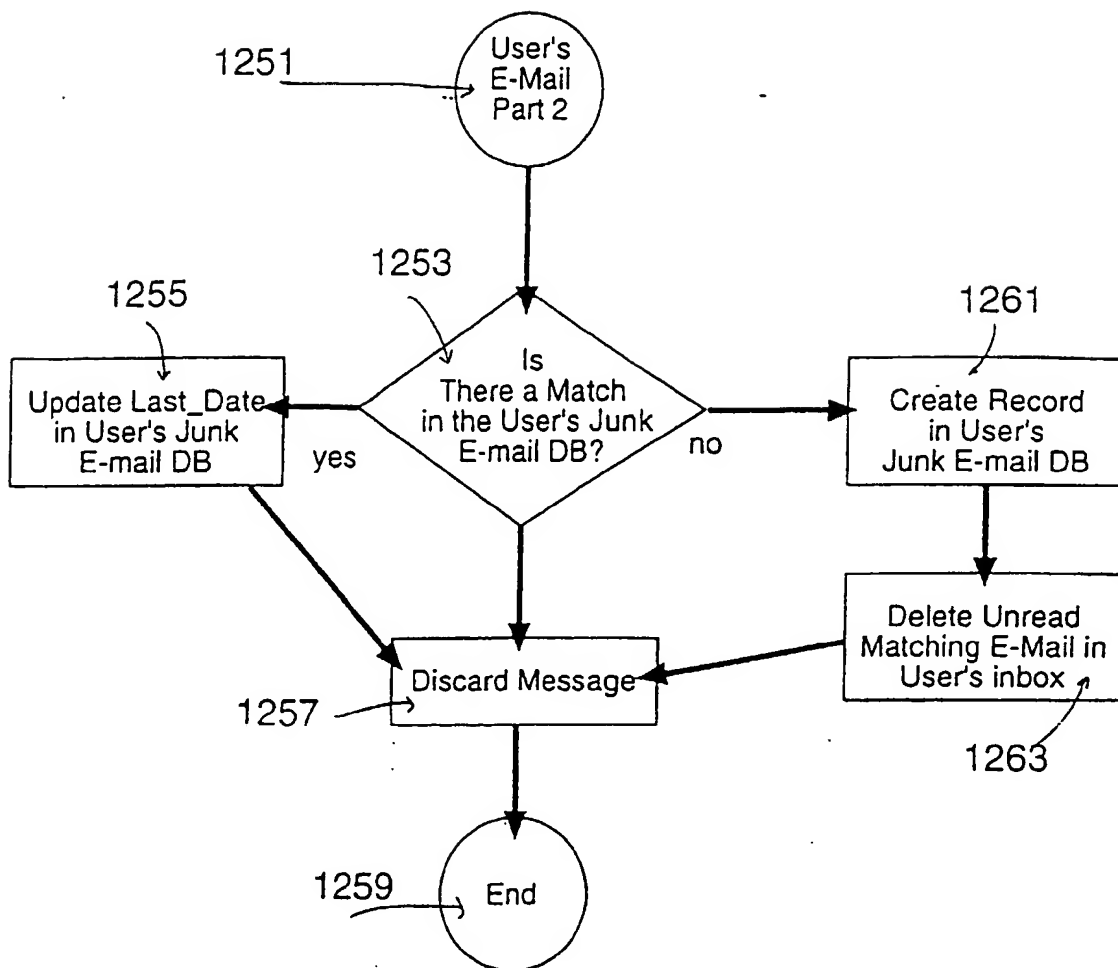 User's
E-Mail
Part 2
1251
1253
Is
There a Match
in the User's Junk
E-mail DB?
1255
Update Last_Date
in User's Junk
E-mail DB
yes
no
1261
Create Record
in User's
Junk E-mail DB
Delete Unread
Matching E-Mail in
User's inbox
1263
Discard Message
1257
1259
End